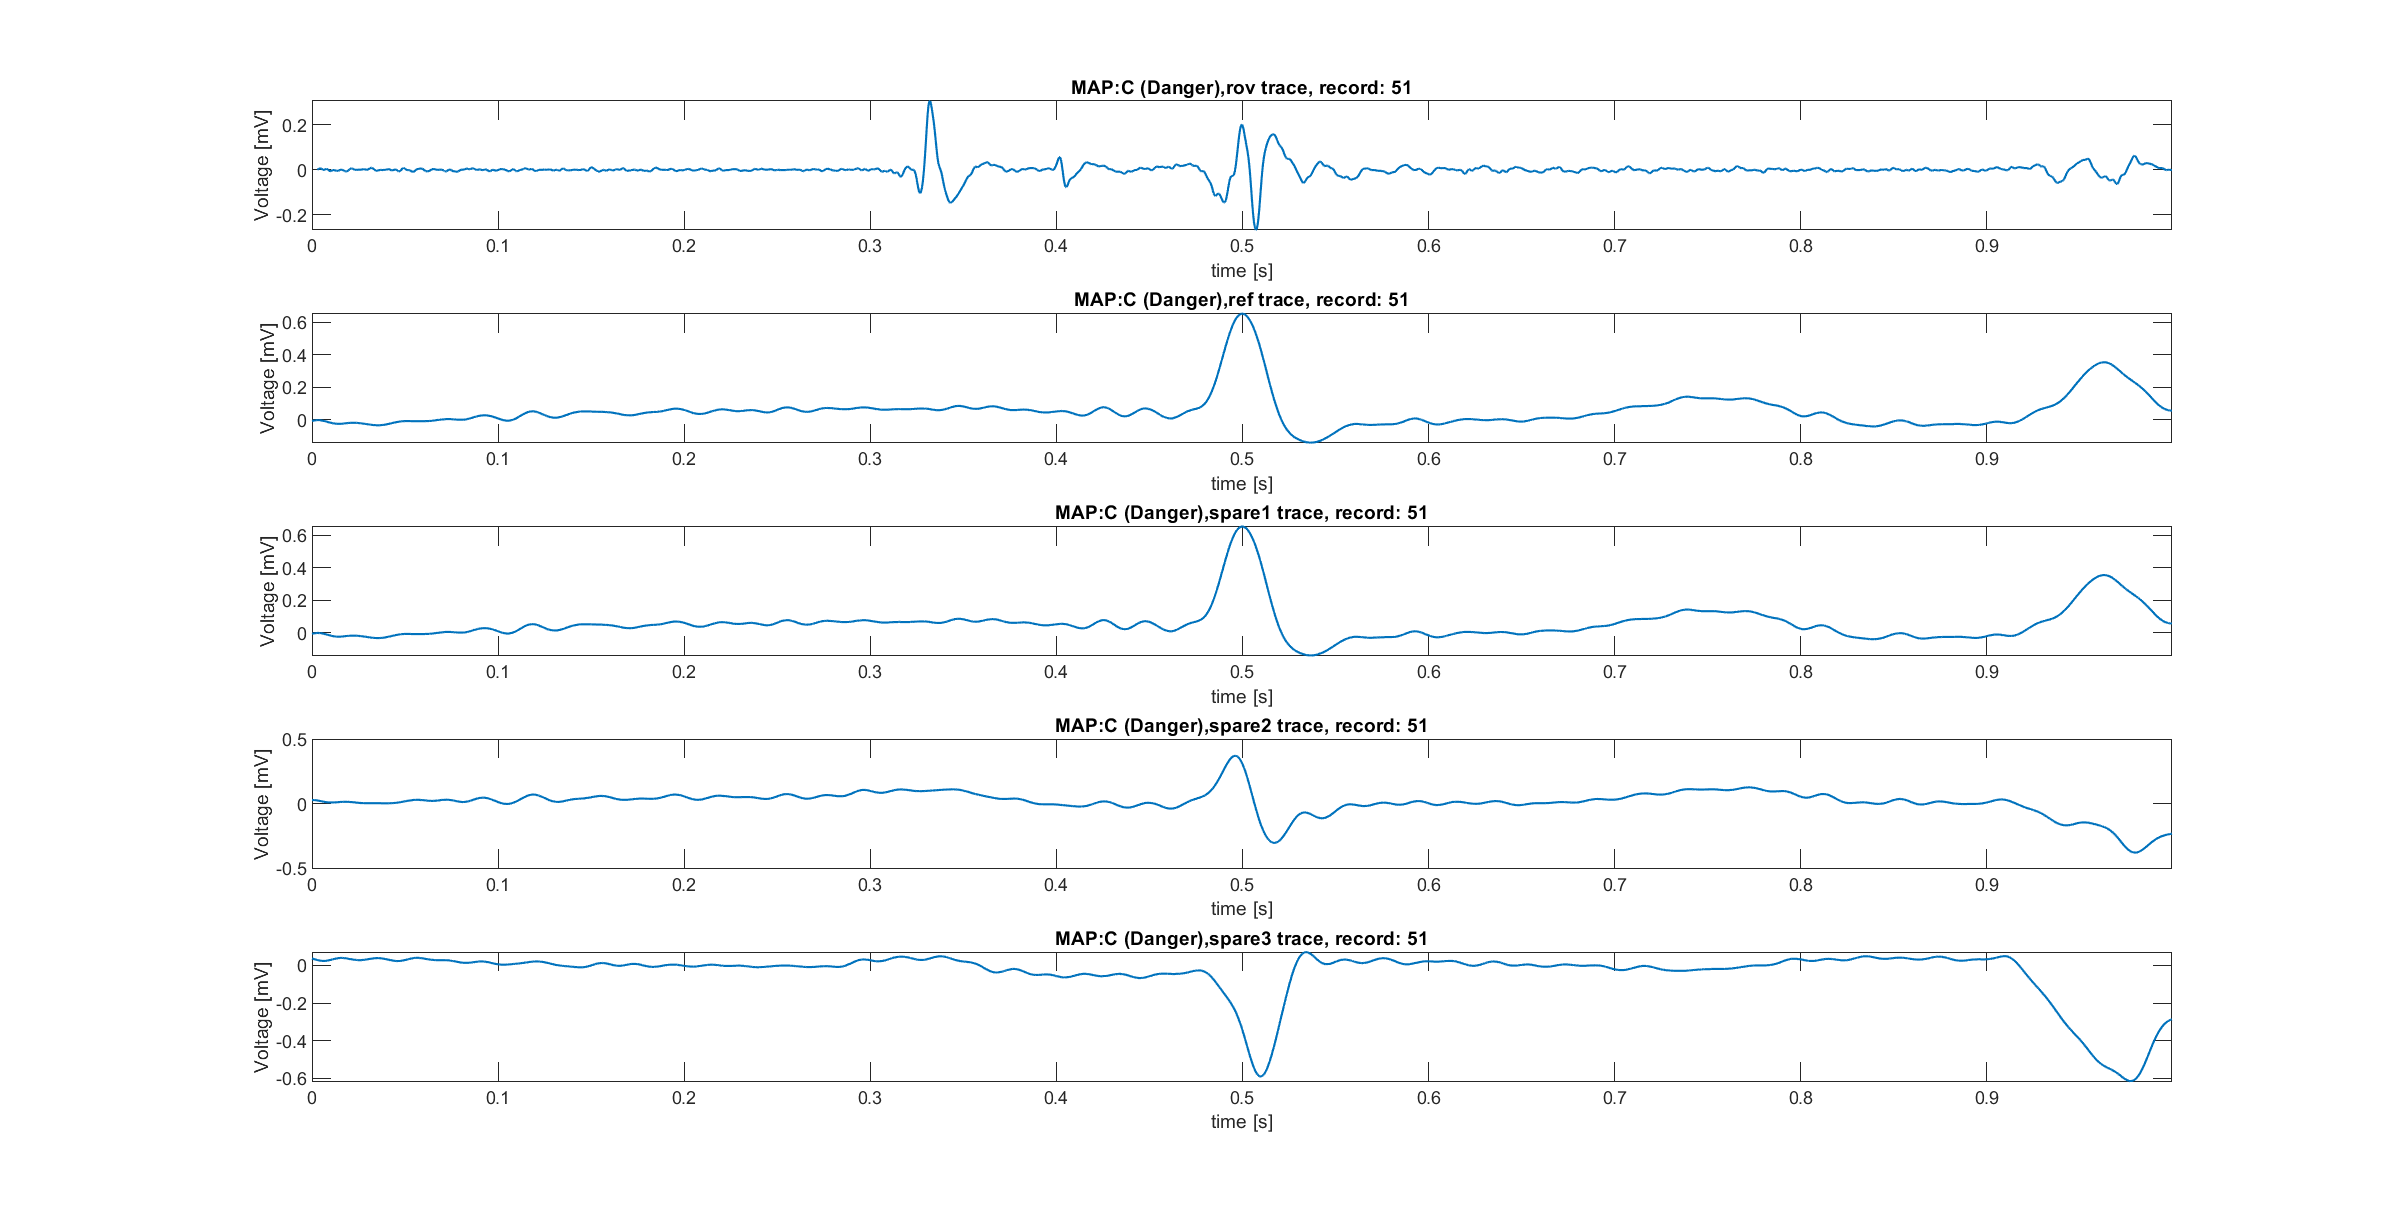 MAP:C (Danger),rov trace, record: 51
Voltage [mV]
0.2
0
-0.2
0 0.1 0.2 0.3 0.4 0.5 0.6 0.7 0.8 0.9
time [s]
MAP:C (Danger),ref trace, record: 51
Voltage [mV]
0.6
0.4
0.2
0
0 0.1 0.2 0.3 0.4 0.5 0.6 0.7 0.8 0.9
time [s]
MAP:C (Danger),spare1 trace, record: 51
Voltage [mV]
0.6
0.4
0.2
0
0 0.1 0.2 0.3 0.4 0.5 0.6 0.7 0.8 0.9
time [s]
MAP:C (Danger),spare2 trace, record: 51
Voltage [mV]
0.5
0
-0.5
0 0.1 0.2 0.3 0.4 0.5 0.6 0.7 0.8 0.9
time [s]
MAP:C (Danger),spare3 trace, record: 51
Voltage [mV]
0
-0.2
-0.4
-0.6
0 0.1 0.2 0.3 0.4 0.5 0.6 0.7 0.8 0.9
time [s]